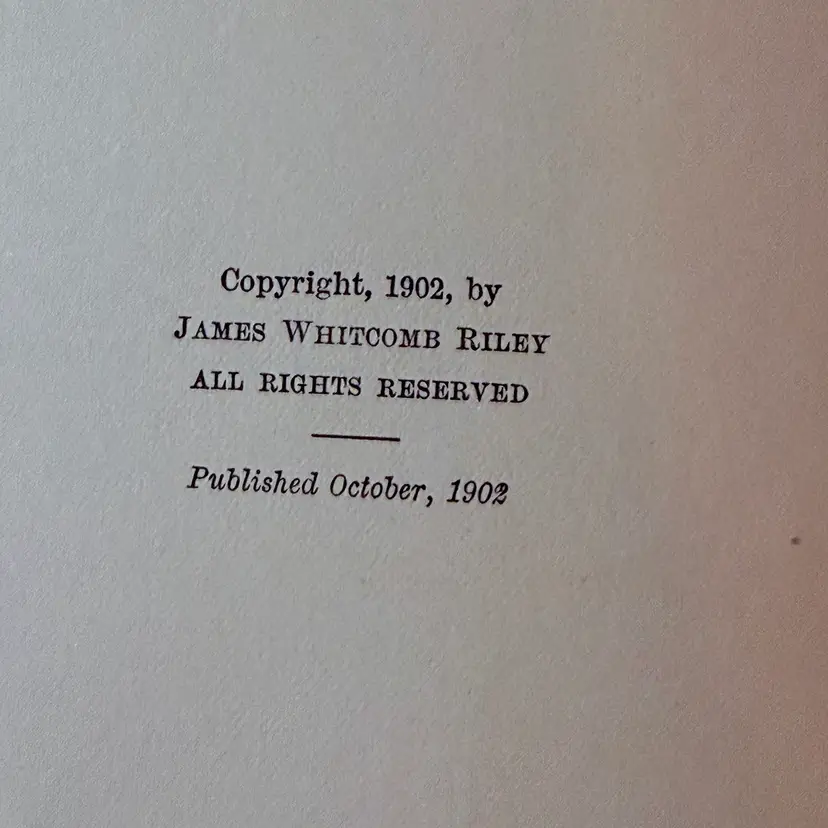 Copyright, 1902, by
JAMES WHITCOMB RILEY
ALL RIGHTS RESERVED
Published October, 1902